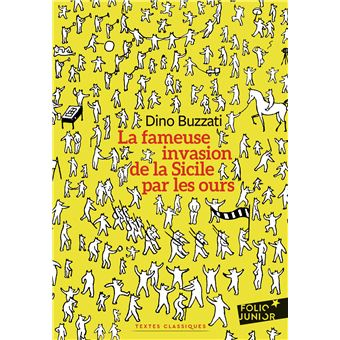 Dino Buzzati
La fameuse
invasion
de la Sicile
par les ours
TEXTES CLASSIQUES
FOLIO
JUNIOR